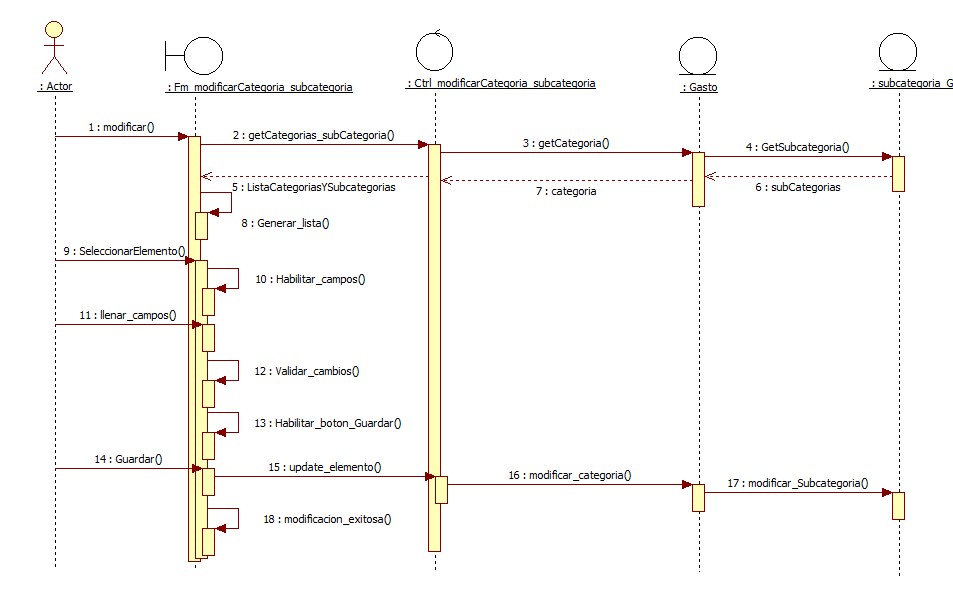 : Actor
: Fm_modificarCategoria_subcategoria
: Ctrl_modificarCategoria_subcategoria
: Gasto
: subcategoria_G
1 : modificar()
2 : getCategorias_subCategoria()
3 : getCategoria()
4 : GetSubcategoria()
5 : ListaCategoriasYSubcategorias
7 : categoria
6 : subCategorias
8 : Generar_lista()
9 : SeleccionarElemento()
10 : Habilitar_campos()
11 : llenar_campos()
12 : Validar_cambios()
13 : Habilitar_boton_Guardar()
14 : Guardar()
15 : update_elemento()
16 : modificar_categoria()
17 : modificar_Subcategoria()
18 : modificacion_exitosa()